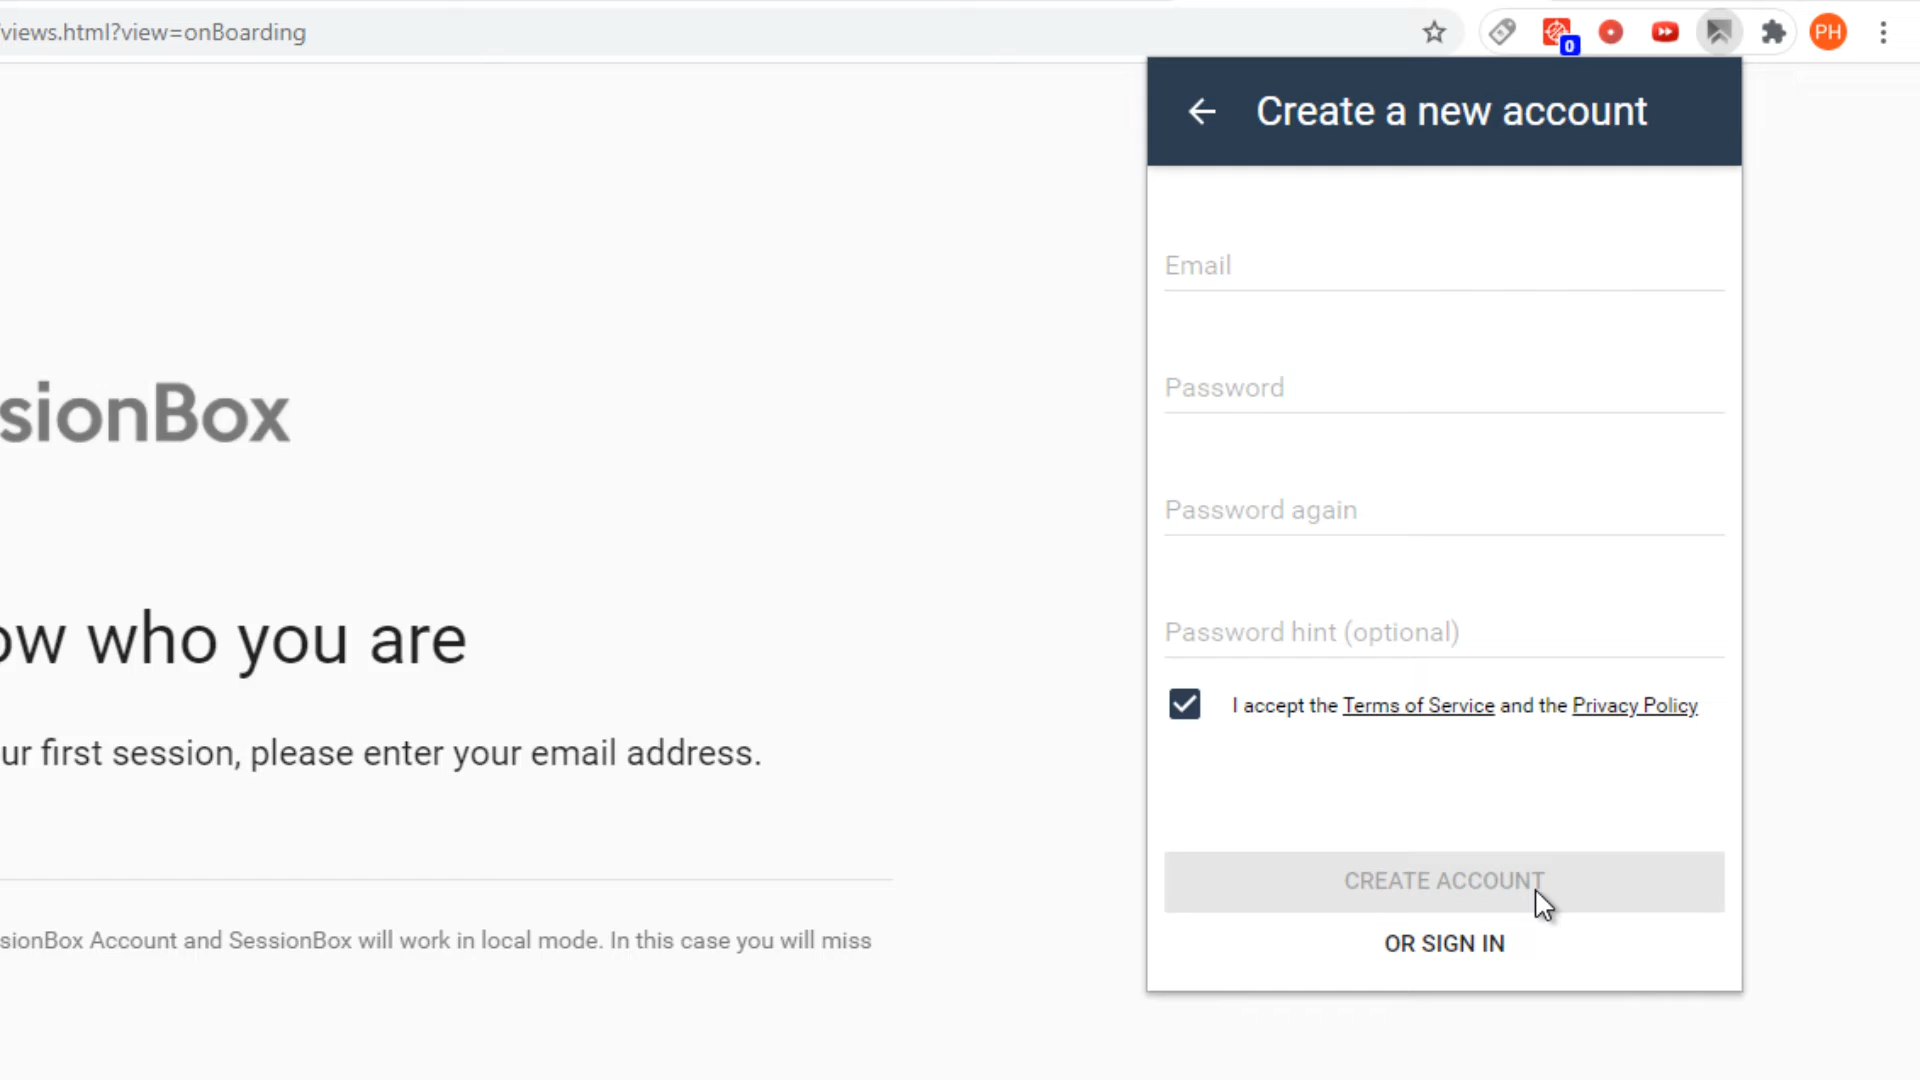 /views.html?view=onBoarding
0
PH
Create a new account
Email
Password
Password again
Password hint (optional)
I accept the Terms of Service and the Privacy Policy
CREATE ACCOUNT
OR SIGN IN
sionBox
ow who you are
ur first session, please enter your email address.
sionBox Account and SessionBox will work in local mode. In this case you will miss